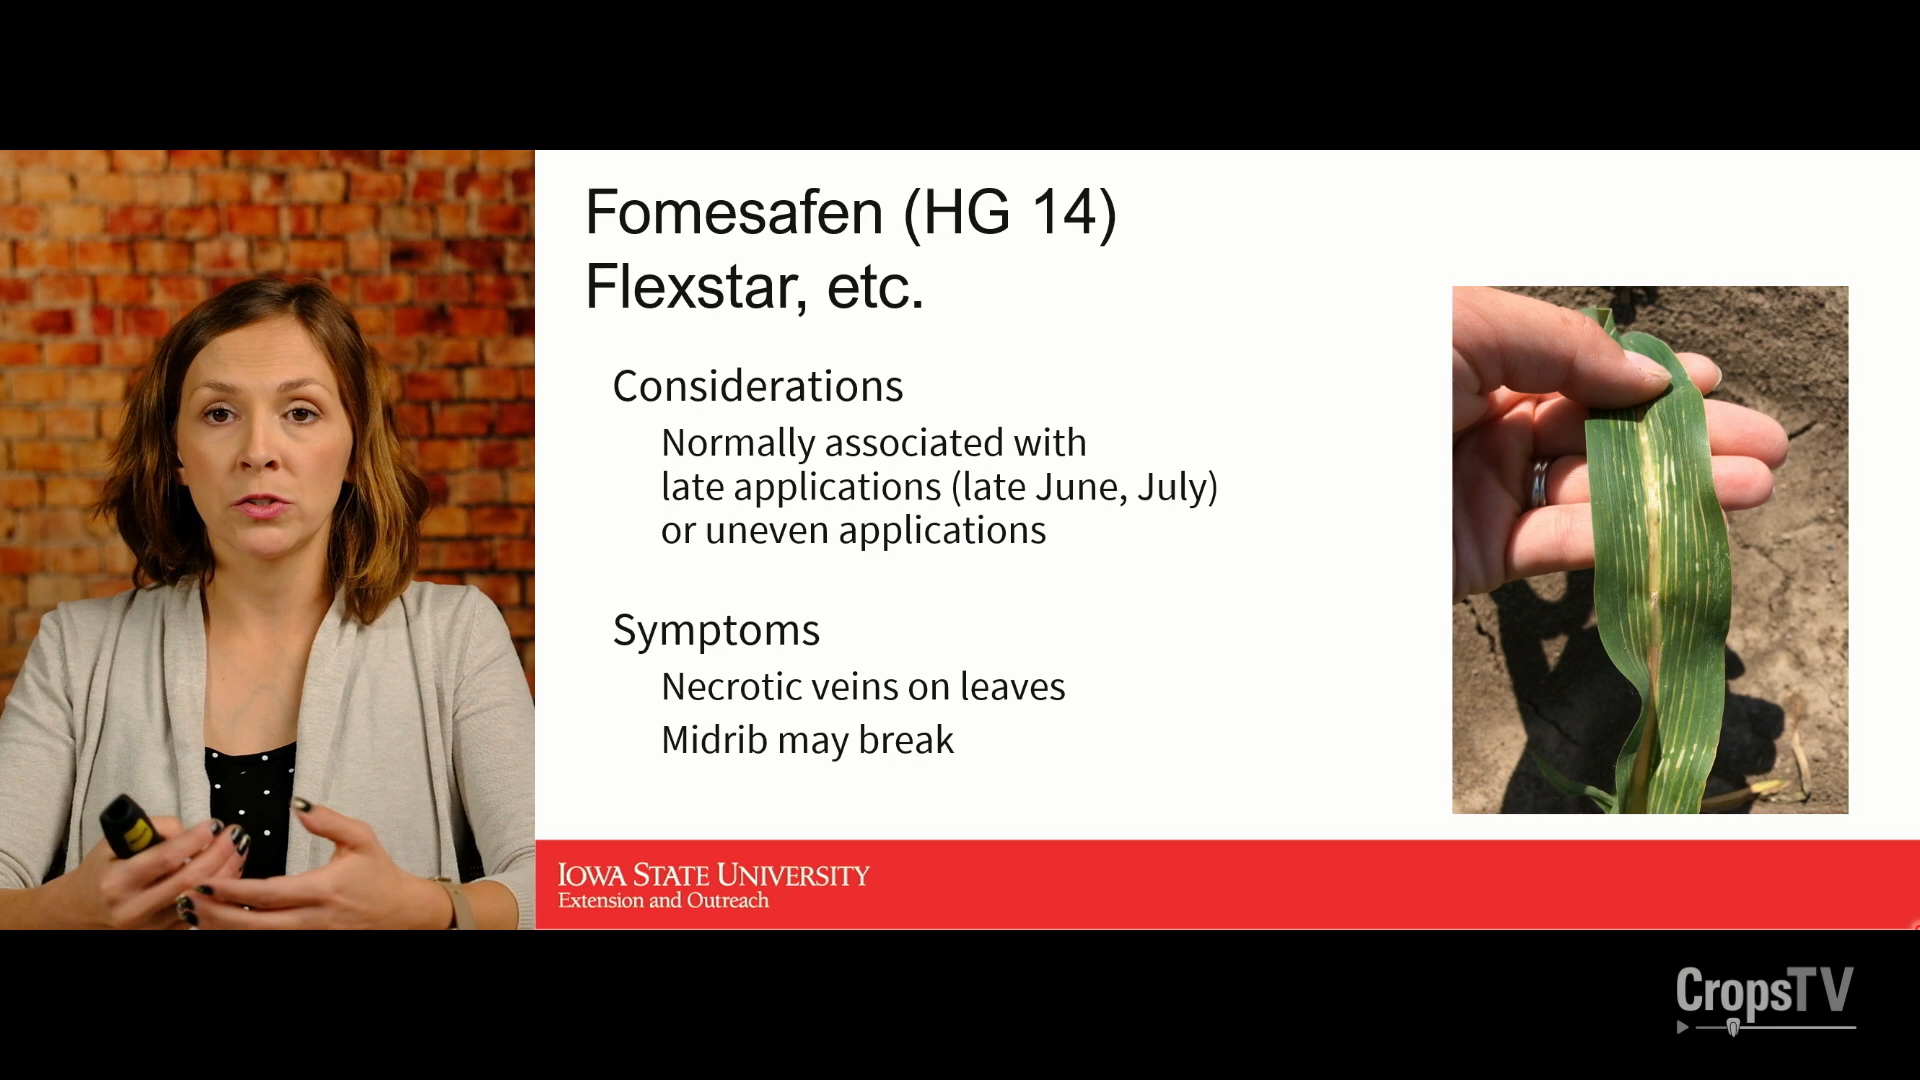 Fomesafen (HG 14)
Flexstar, etc.
Considerations
Normally associated with
late applications (late June, July)
or uneven applications
Symptoms
Necrotic veins on leaves
Midrib may break
IOWA STATE UNIVERSITY
Extension and Outreach
CropsTV